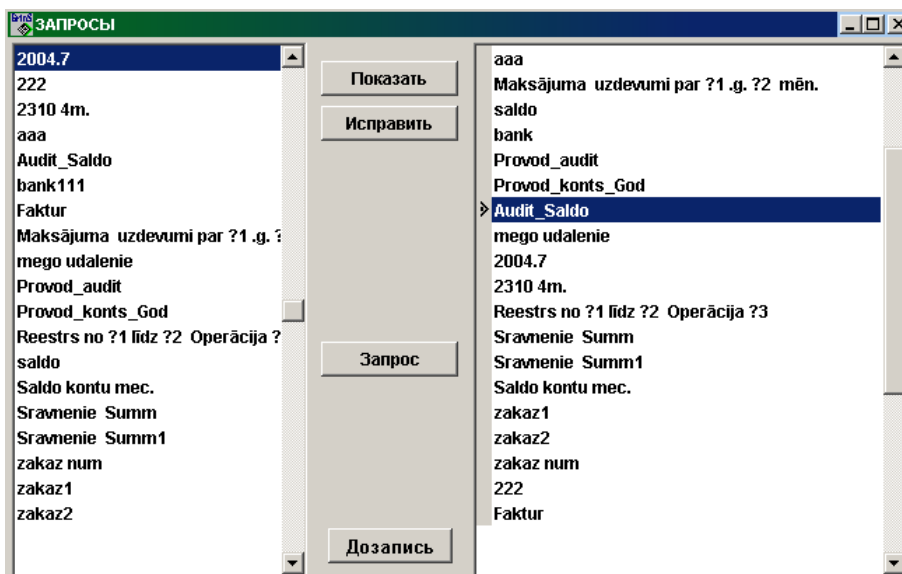 ЗАПРОСЫ
2004.7
222
2310 4m.
aaa
Audit_Saldo
bank111
Faktur
Maksājuma uzdevumi par ?1 .g. ?
mego udalenie
Provod_audit
Provod_konts_God
Reestrs no ?1 līdz ?2 Operācija ?
saldo
Saldo kontu mec.
Sravnenie Summ
Sravnenie Summ1
zakaz num
zakaz1
zakaz2
Показать
Исправить
Запрос
Дозапись
aaa
Maksājuma uzdevumi par ?1 .g. ?2 mēn.
saldo
bank
Provod_audit
Provod_konts_God
Audit_Saldo
mego udalenie
2004.7
2310 4m.
Reestrs no ?1 līdz ?2 Operācija ?3
Sravnenie Summ
Sravnenie Summ1
Saldo kontu mec.
zakaz1
zakaz2
zakaz num
222
Faktur